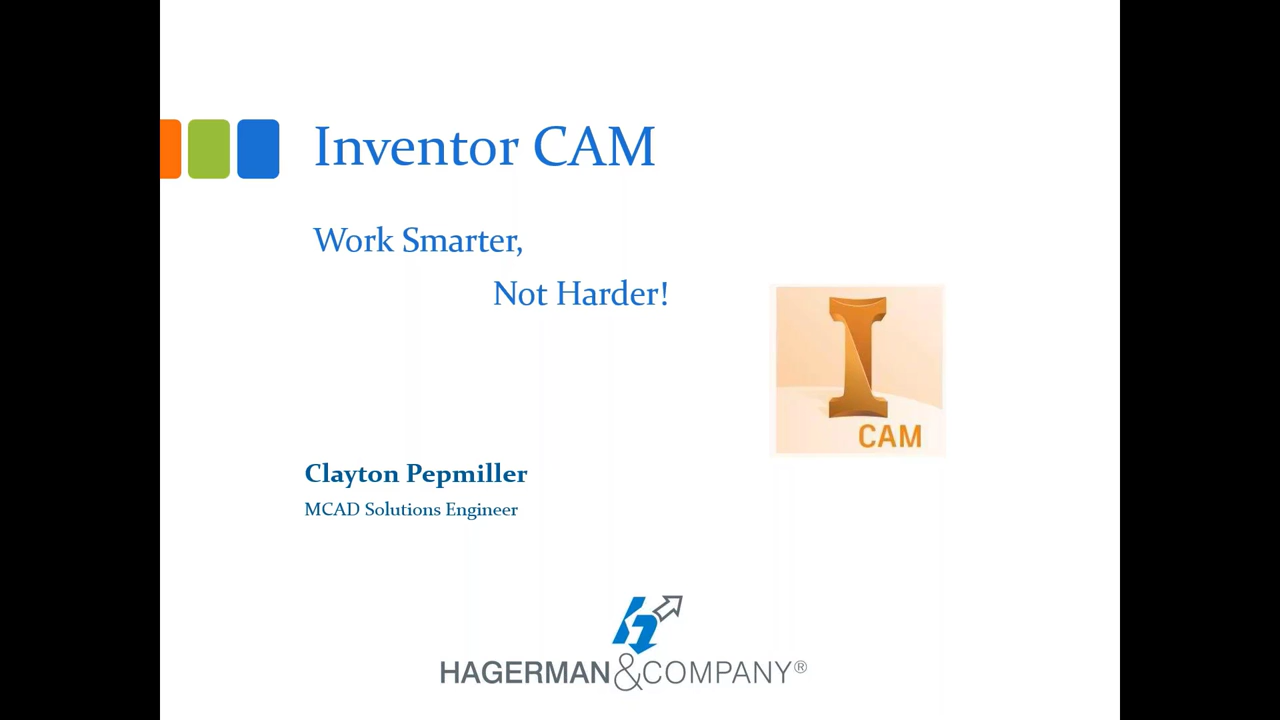 Inventor CAM
Work Smarter,
Not Harder!
I
CAM
Clayton Pepmiller
MCAD Solutions Engineer
HAGERMAN&COMPANY®